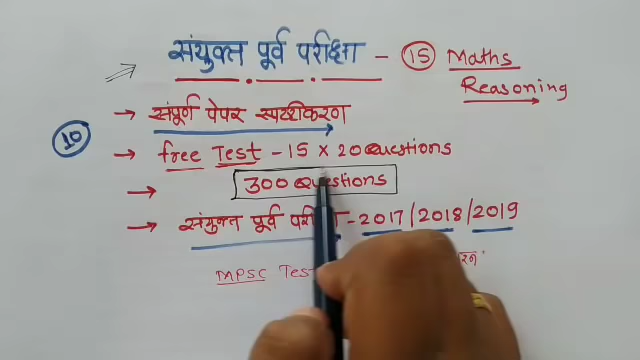 संयुक्त पूर्व परीक्षा - 15 Maths
Reasoning
→ संपूर्ण पेपर स्पष्टीकरण
10
→ free Test - 15 × 20 Questions
→ 300 Questions
→ संयुक्त पूर्व - 2017 / 2018 / 2019
MPSC Test